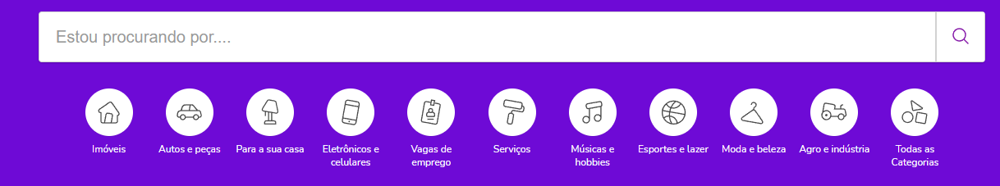 Estou procurando por....
Imóveis
Autos e peças
Para a sua casa
Eletrônicos e
celulares
Vagas de
emprego
Serviços
Músicas e
hobbies
Esportes e lazer
Moda e beleza
Agro e indústria
Todas as
Categorias